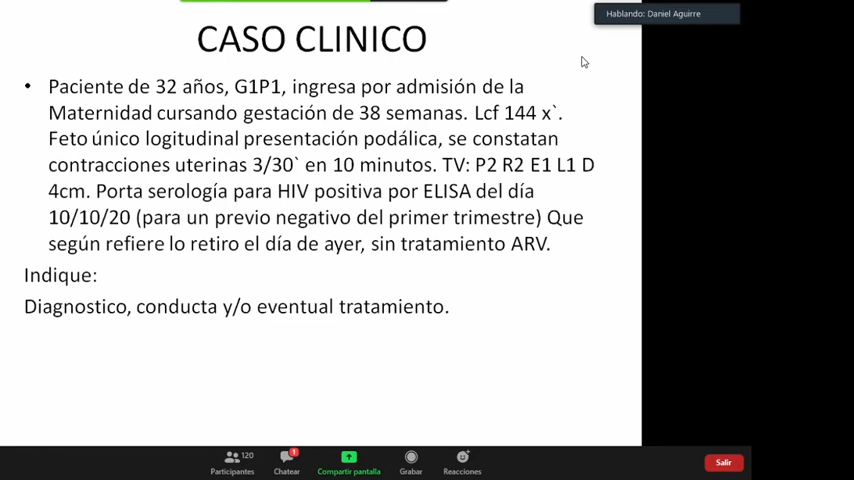 Hablando: Daniel Aguirre
CASO CLINICO
• Paciente de 32 años, G1P1, ingresa por admisión de la
Maternidad cursando gestación de 38 semanas. Lcf 144 x`.
Feto único logitudinal presentación podálica, se constatan
contracciones uterinas 3/30` en 10 minutos. TV: P2 R2 E1 L1 D
4cm. Porta serología para HIV positiva por ELISA del día
10/10/20 (para un previo negativo del primer trimestre) Que
según refiere lo retiro el día de ayer, sin tratamiento ARV.
Indique:
Diagnostico, conducta y/o eventual tratamiento.
120
1
Participantes
Chatear
Compartir pantalla
Grabar
Reacciones
Salir